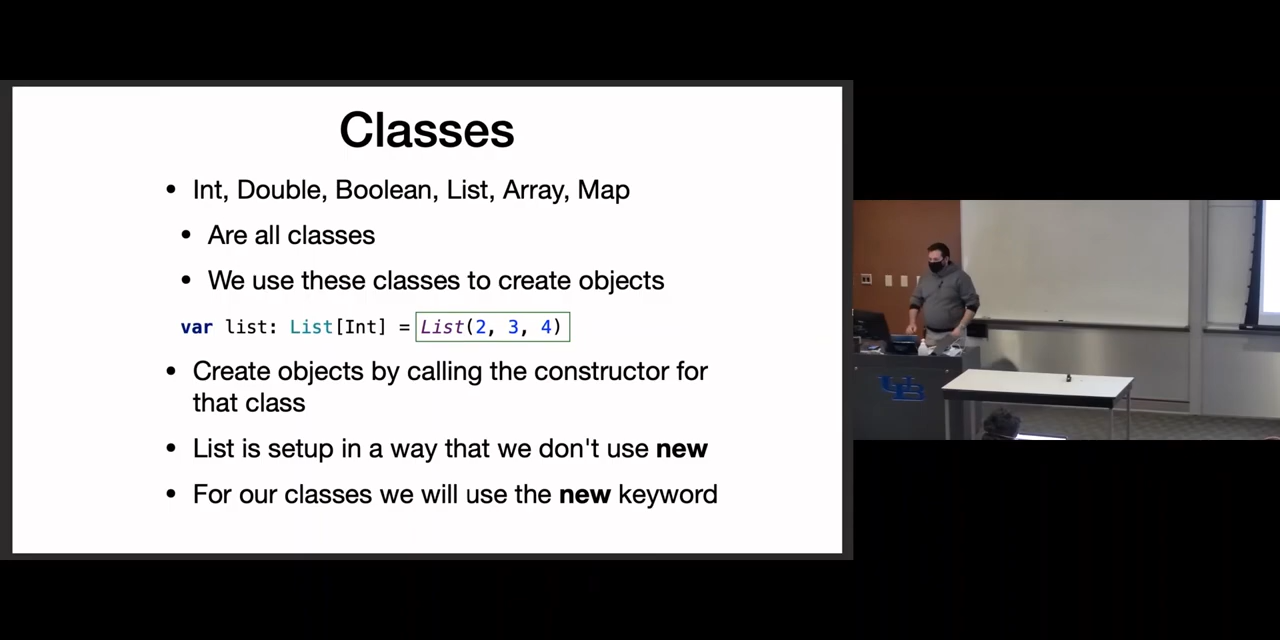 Classes
• Int, Double, Boolean, List, Array, Map
• Are all classes
• We use these classes to create objects
var list: List[Int] = List(2, 3, 4)
• Create objects by calling the constructor for
that class
• List is setup in a way that we don't use new
• For our classes we will use the new keyword
UB